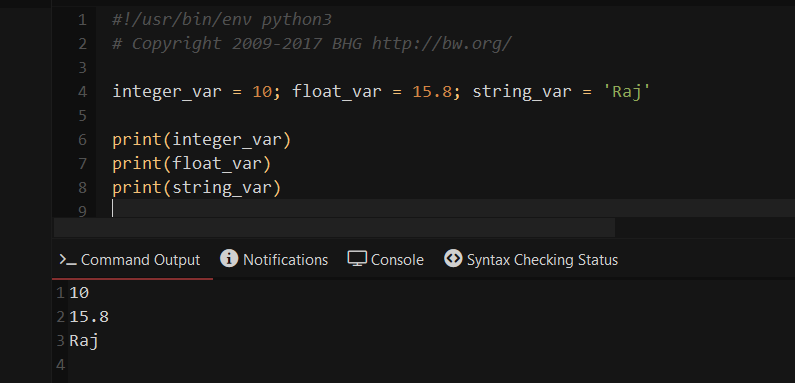 1 #!/usr/bin/env python3
2 # Copyright 2009-2017 BHG http://bw.org/
3
4 integer_var = 10; float_var = 15.8; string_var = 'Raj'
5
6 print(integer_var)
7 print(float_var)
8 print(string_var)
9
Command Output Notifications Console Syntax Checking Status
1 10
2 15.8
3 Raj
4